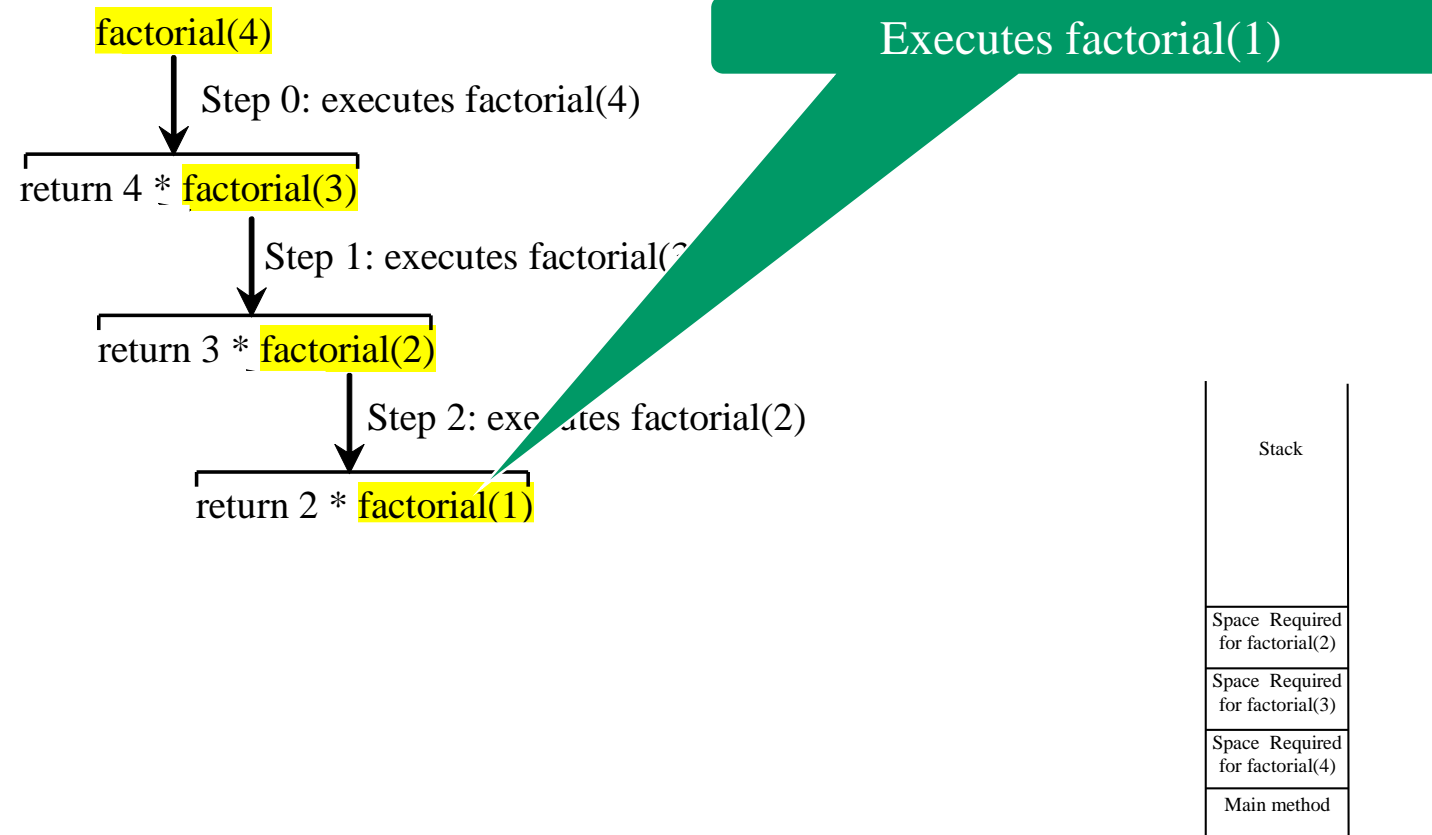 factorial(4)
Executes factorial(1)
Step 0: executes factorial(4)
return 4 * factorial(3)
Step 1: executes factorial(
return 3 * factorial(2)
Step 2: executes factorial(2)
return 2 * factorial(1)
Stack
Space Required
for factorial(2)
Space Required
for factorial(3)
Space Required
for factorial(4)
Main method